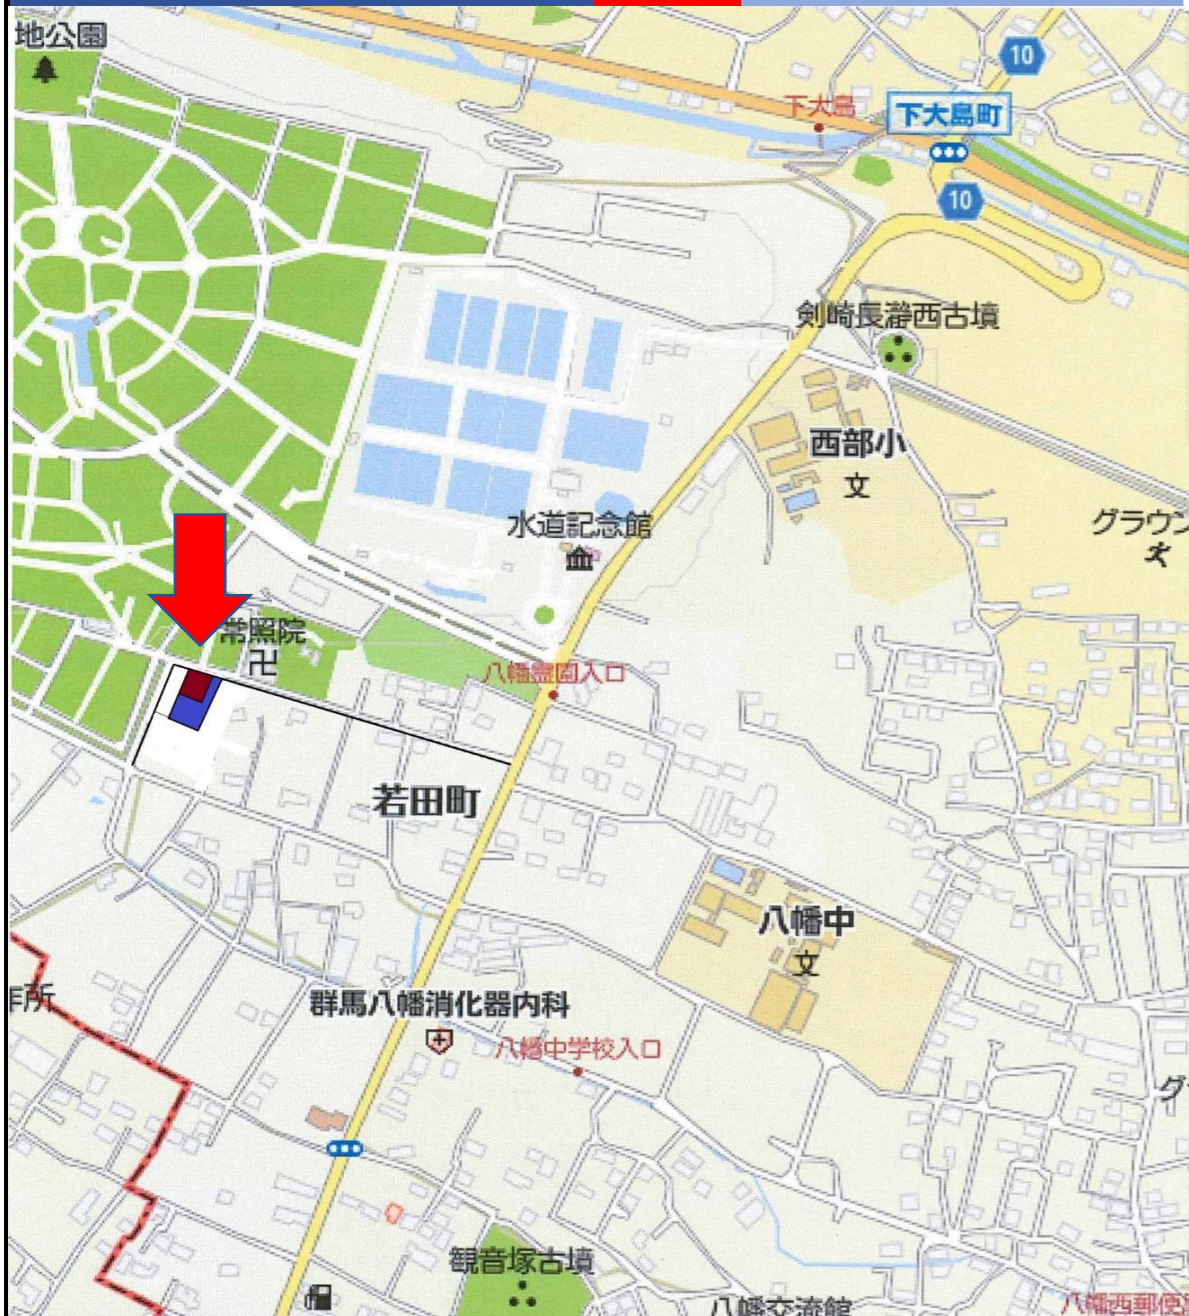 地公園
10
下大島
下大島町
10
剣崎長瀞西古墳
西部小
文
水道記念館
グラウン
常照院
八幡霊園入口
若田町
八幡中
文
作所
群馬八幡消化器内科
八幡中学校入口
グ
観音塚古墳
八幡交流館
八幡西郵便